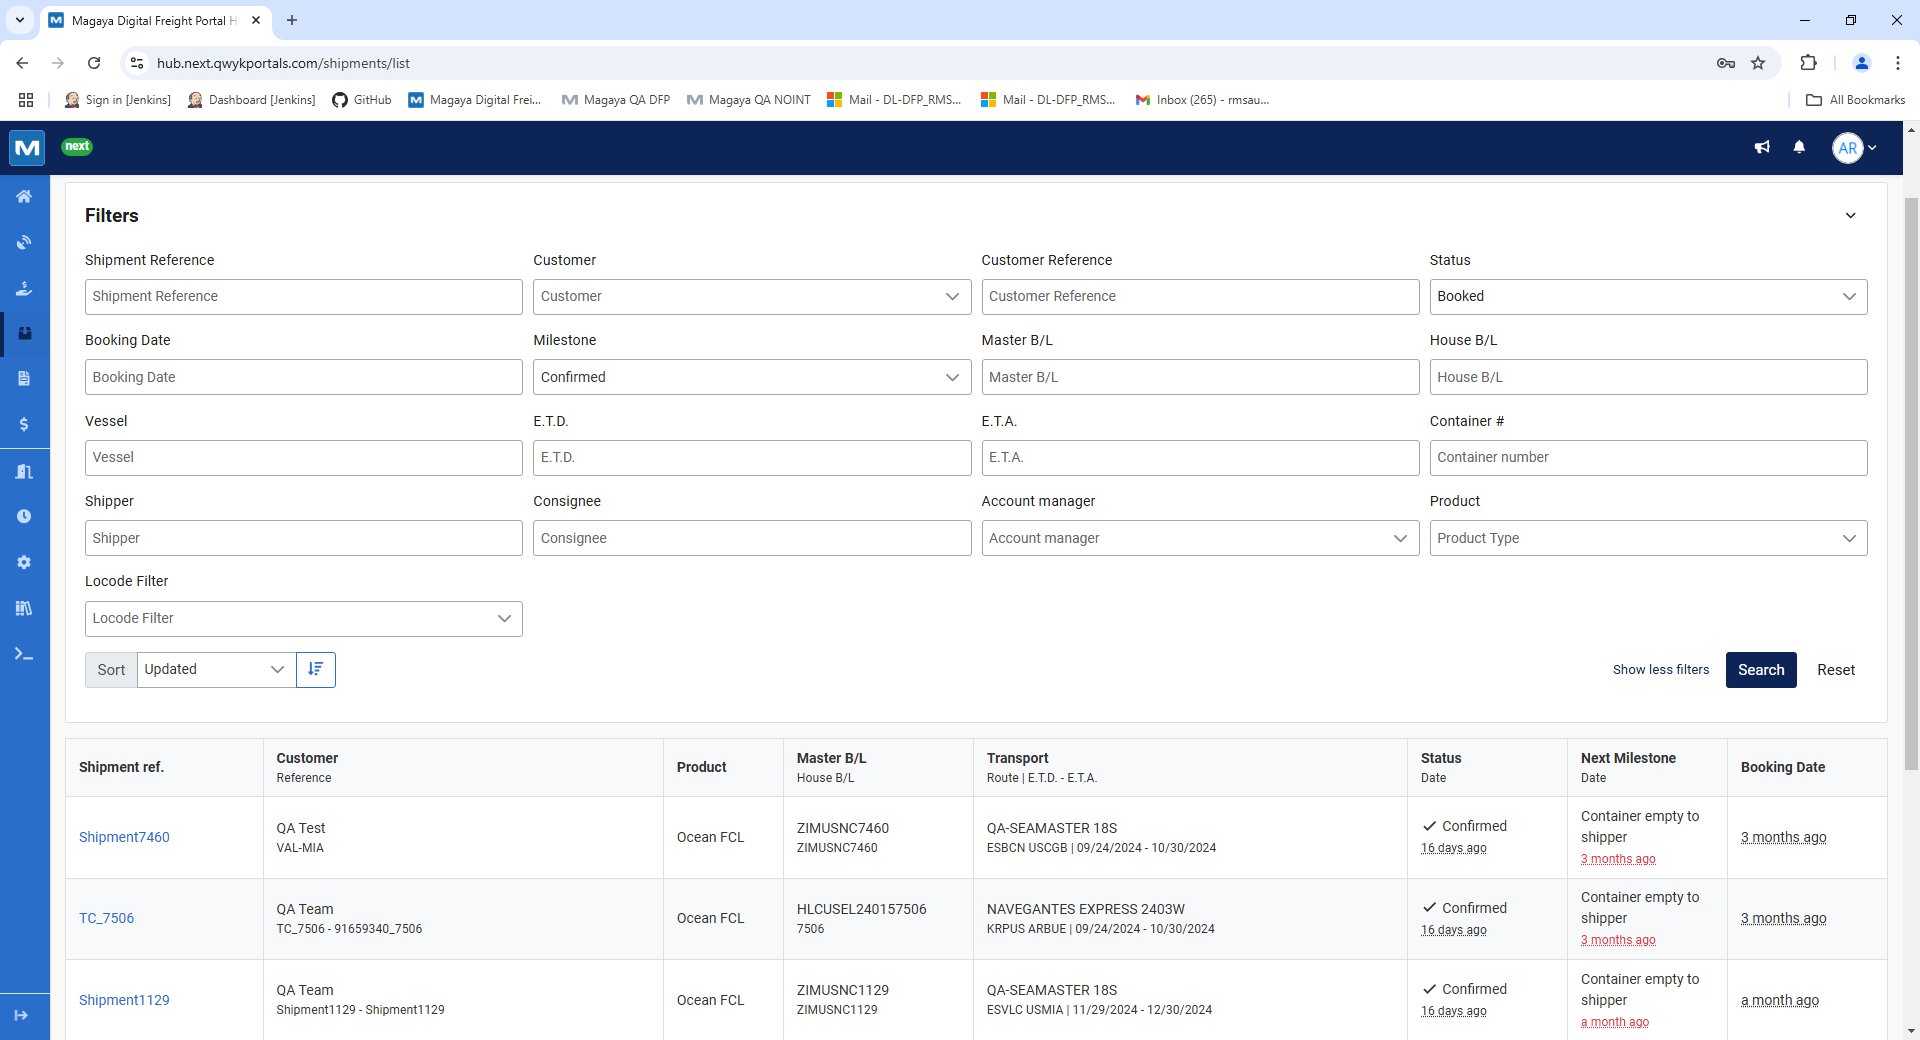 Magaya Digital Freight Portal H
hub.next.qwykportals.com/shipments/list
Sign in [Jenkins]
Dashboard [Jenkins]
GitHub
Magaya Digital Frei...
Magaya QA DFP
Magaya QA NOINT
Mail - DL-DFP_RMS...
Mail - DL-DFP_RMS...
Inbox (265) - rmsau...
All Bookmarks
M next
AR
Filters
Shipment Reference Customer Customer Reference Status
Shipment Reference Customer Customer Reference Booked
Booking Date Milestone Master B/L House B/L
Booking Date Confirmed Master B/L House B/L
Vessel E.T.D. E.T.A. Container #
Vessel E.T.D. E.T.A. Container number
Shipper Consignee Account manager Product
Shipper Consignee Account manager Product Type
Locode Filter
Locode Filter
Sort Updated Show less filters Search Reset
Shipment ref.
Customer
Reference
Product
Master B/L
House B/L
Transport
Route | E.T.D. - E.T.A.
Status
Date
Next Milestone
Date
Booking Date
Shipment7460
QA Test
VAL-MIA
Ocean FCL
ZIMUSNC7460
ZIMUSNC7460
QA-SEAMASTER 18S
ESBCN USCGB | 09/24/2024 - 10/30/2024
Confirmed
16 days ago
Container empty to
shipper
3 months ago
3 months ago
TC_7506
QA Team
TC_7506 - 91659340_7506
Ocean FCL
HLCUSEL240157506
7506
NAVEGANTES EXPRESS 2403W
KRPUS ARBUE | 09/24/2024 - 10/30/2024
Confirmed
16 days ago
Container empty to
shipper
3 months ago
3 months ago
Shipment1129
QA Team
Shipment1129 - Shipment1129
Ocean FCL
ZIMUSNC1129
ZIMUSNC1129
QA-SEAMASTER 18S
ESVLC USMIA | 11/29/2024 - 12/30/2024
Confirmed
16 days ago
Container empty to
shipper
a month ago
a month ago